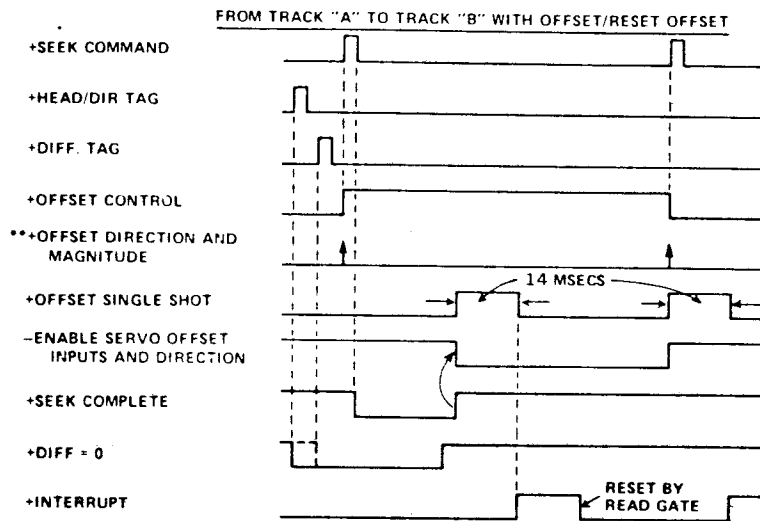 FROM TRACK "A" TO TRACK "B" WITH OFFSET/RESET OFFSET
+SEEK COMMAND
+HEAD/DIR TAG
+DIFF. TAG
+OFFSET CONTROL
**+OFFSET DIRECTION AND
MAGNITUDE
14 MSECS
+OFFSET SINGLE SHOT
−ENABLE SERVO OFFSET
INPUTS AND DIRECTION
+SEEK COMPLETE
+DIFF = 0
+INTERRUPT
RESET BY
READ GATE